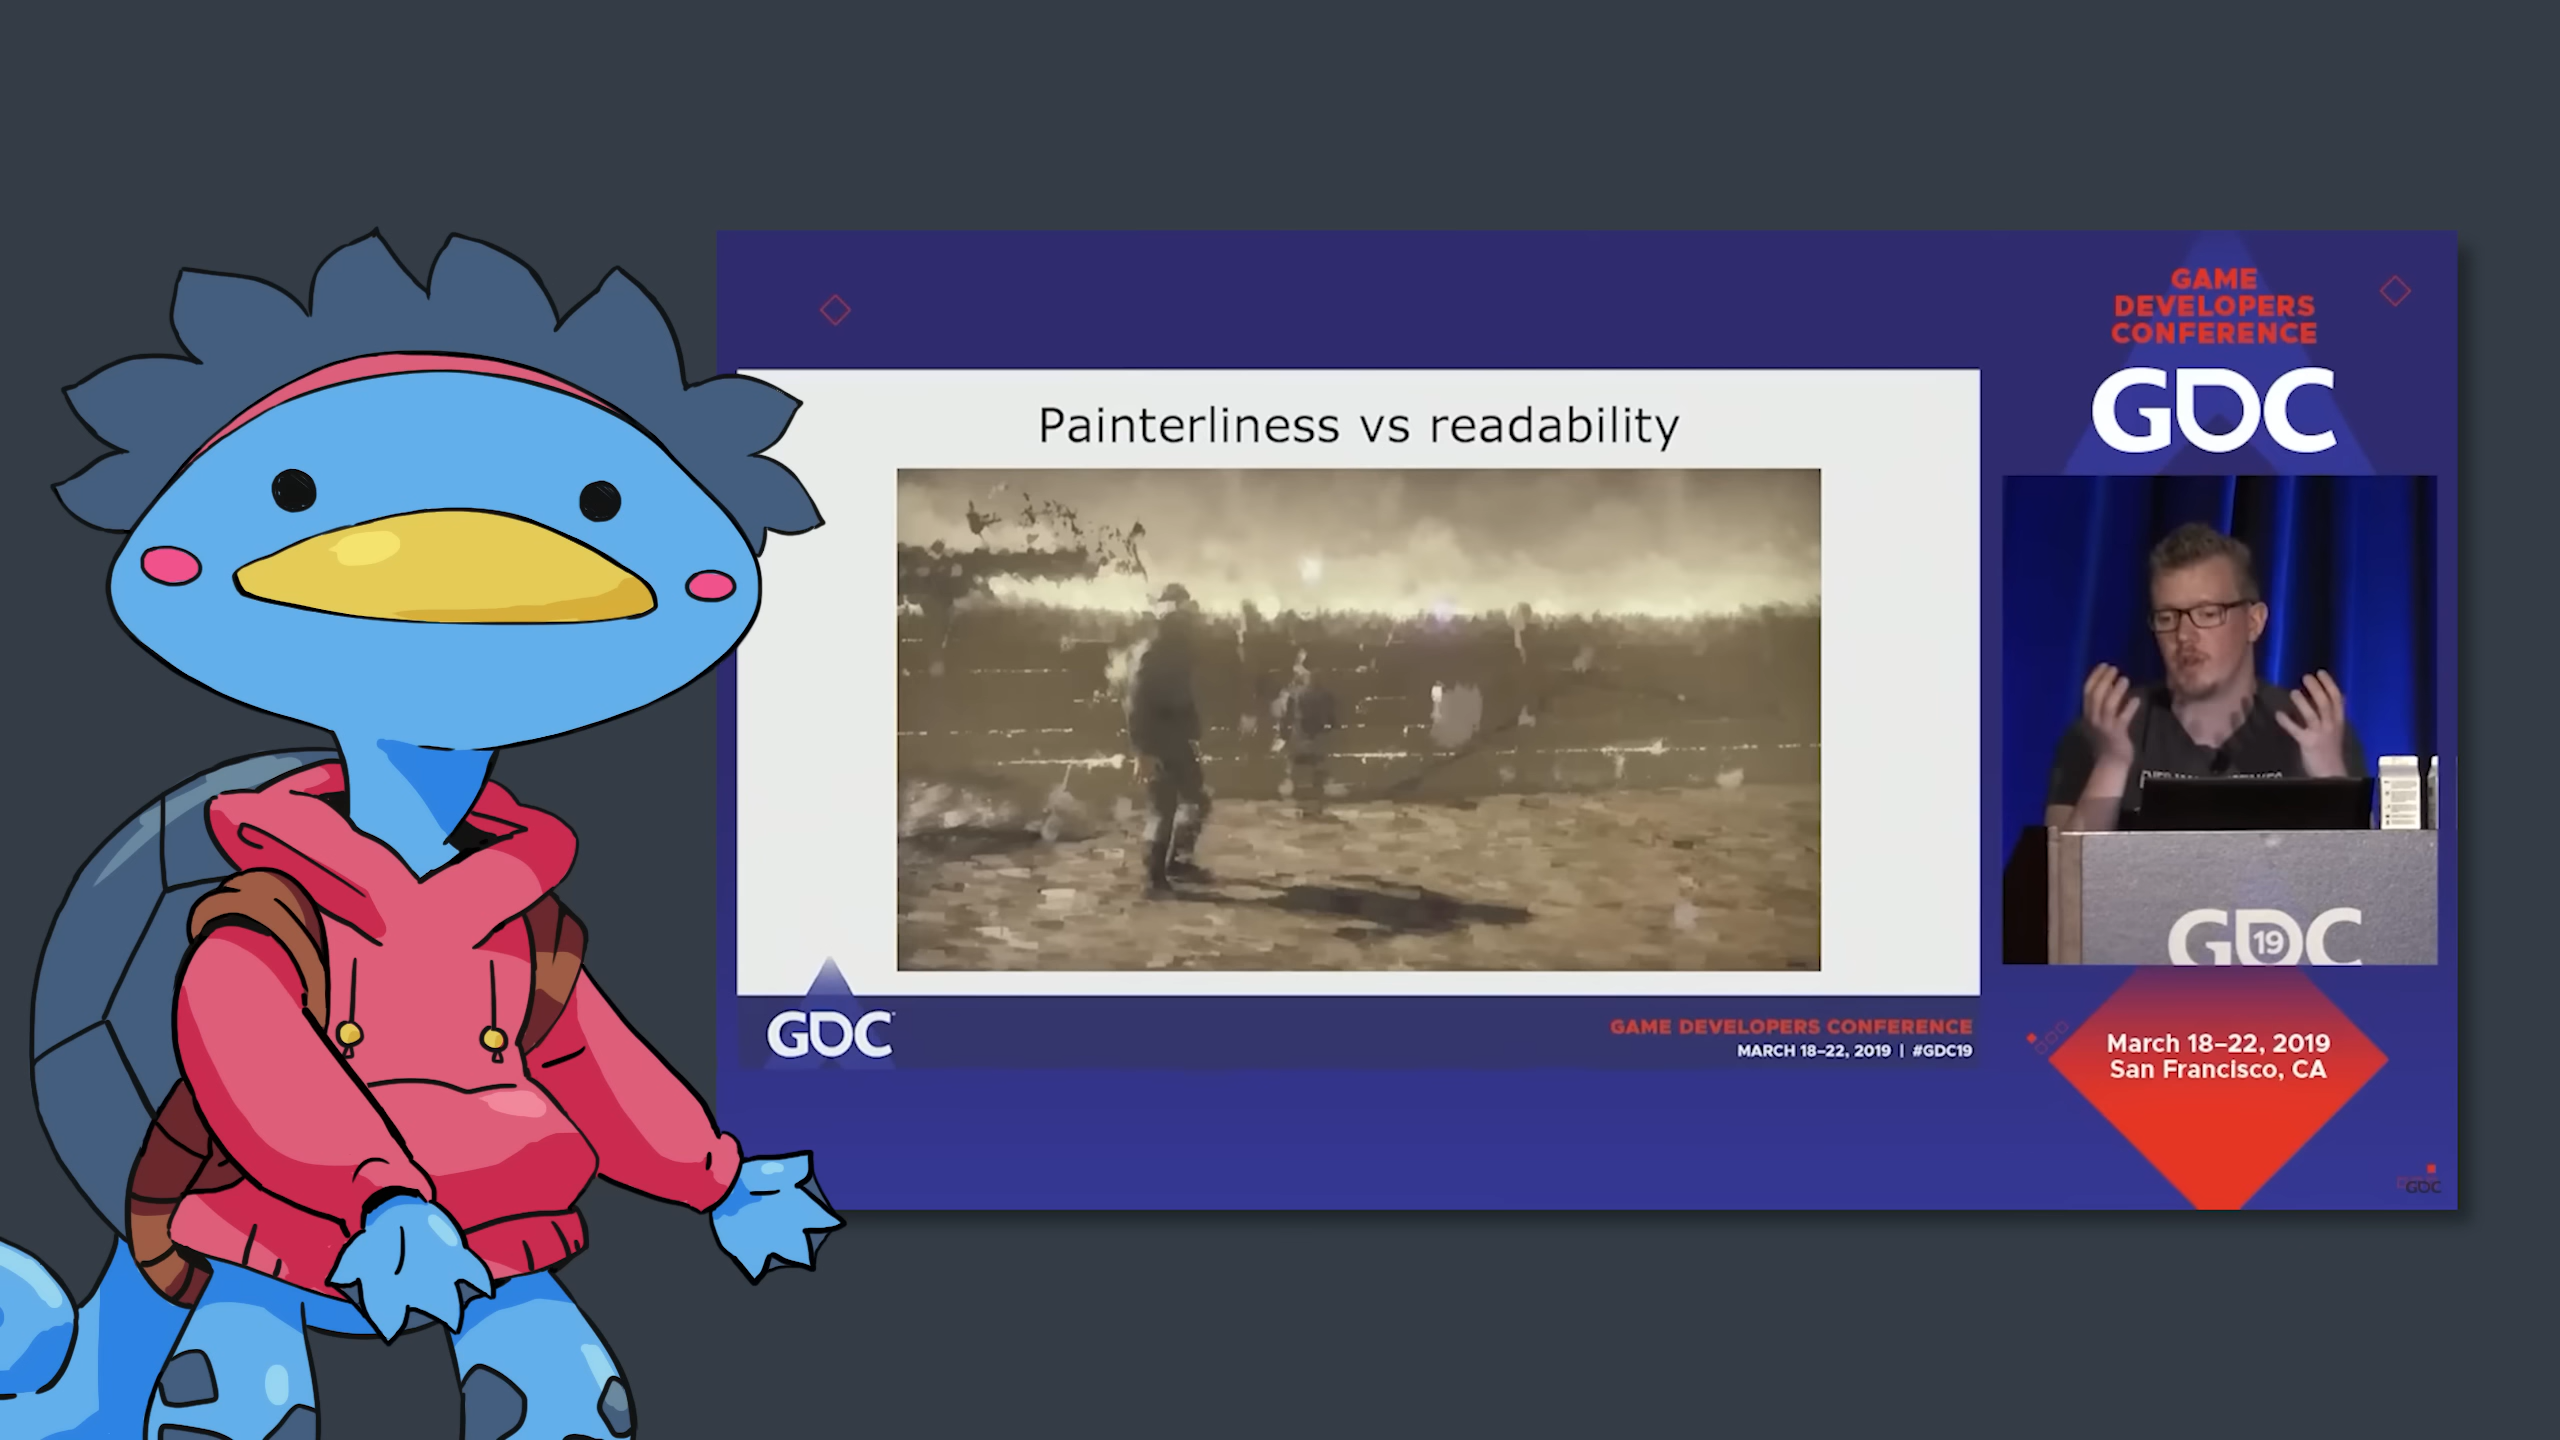 GAME
DEVELOPERS
CONFERENCE
GDC
Painterliness vs readability
GDC
19
GDC
GAME DEVELOPERS CONFERENCE
MARCH 18–22, 2019 | #GDC19
March 18–22, 2019
San Francisco, CA
GDC